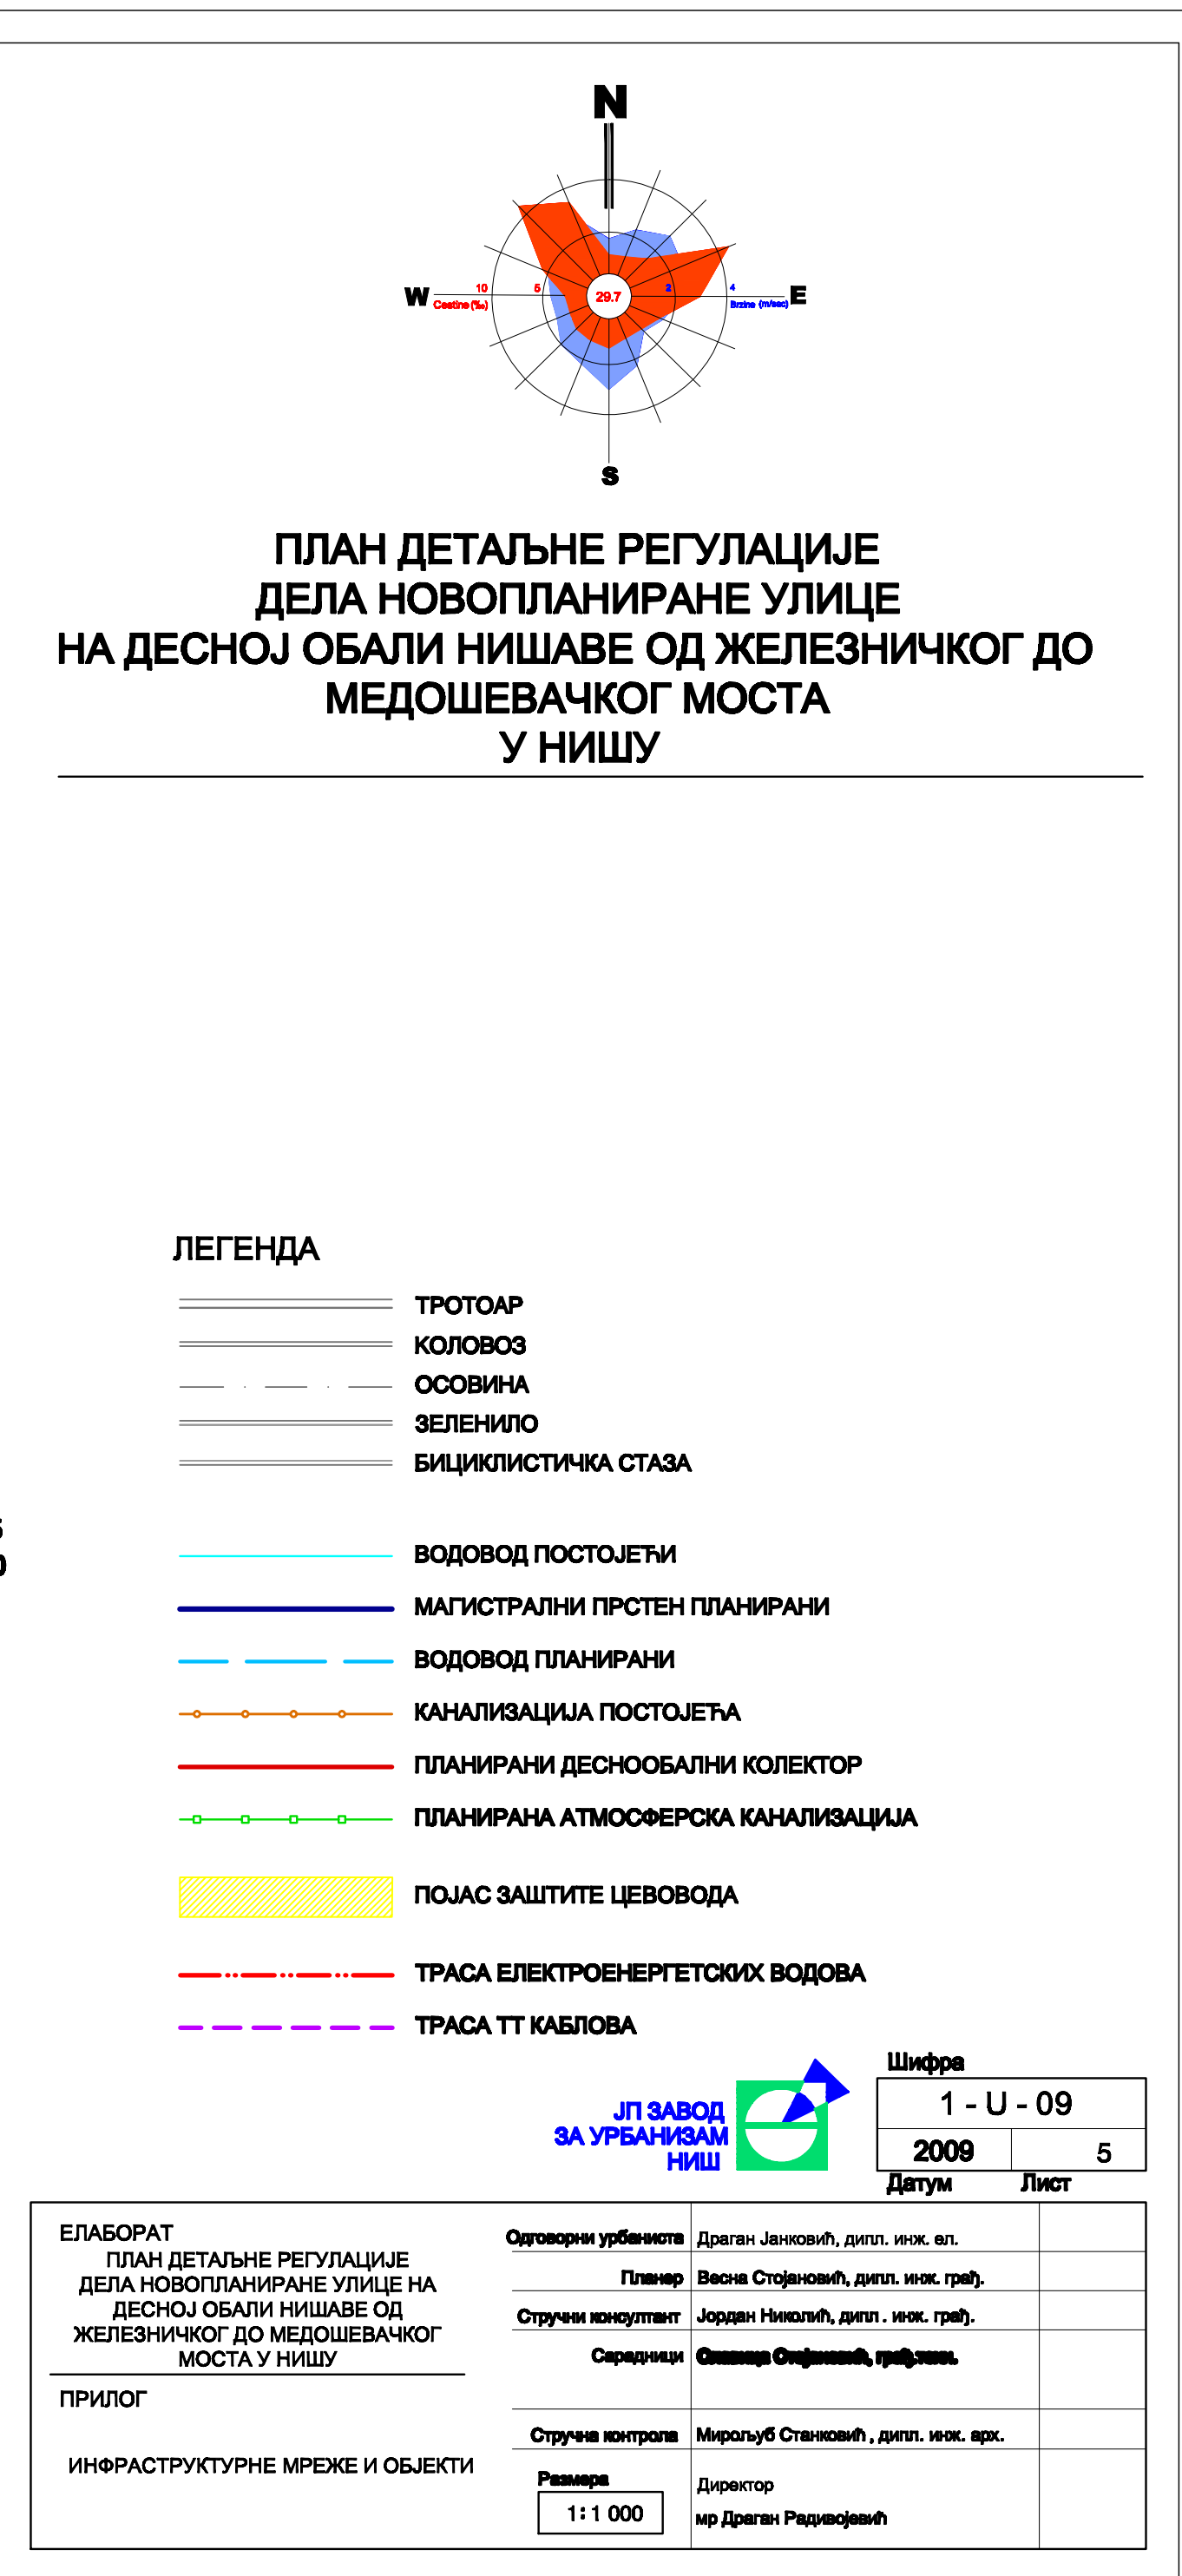 N
W 10 5 29.7 2 4 E
Cestine (‰) Brzine (m/sec)
S
ПЛАН ДЕТАЉНЕ РЕГУЛАЦИЈЕ
ДЕЛА НОВОПЛАНИРАНЕ УЛИЦЕ
НА ДЕСНОЈ ОБАЛИ НИШАВЕ ОД ЖЕЛЕЗНИЧКОГ ДО
МЕДОШЕВАЧКОГ МОСТА
У НИШУ
ЛЕГЕНДА
ТРОТОАР
КОЛОВОЗ
ОСОВИНА
ЗЕЛЕНИЛО
БИЦИКЛИСТИЧКА СТАЗА
ВОДОВОД ПОСТОЈЕЋИ
МАГИСТРАЛНИ ПРСТЕН ПЛАНИРАНИ
ВОДОВОД ПЛАНИРАНИ
КАНАЛИЗАЦИЈА ПОСТОЈЕЋА
ПЛАНИРАНИ ДЕСНООБАЛНИ КОЛЕКТОР
ПЛАНИРАНА АТМОСФЕРСКА КАНАЛИЗАЦИЈА
ПОЈАС ЗАШТИТЕ ЦЕВОВОДА
ТРАСА ЕЛЕКТРОЕНЕРГЕТСКИХ ВОДОВА
ТРАСА ТТ КАБЛОВА
ЈП ЗАВОД
ЗА УРБАНИЗАМ
НИШ
Шифра
1 - U - 09
2009 5
Датум Лист
ЕЛАБОРАТ
ПЛАН ДЕТАЉНЕ РЕГУЛАЦИЈЕ
ДЕЛА НОВОПЛАНИРАНЕ УЛИЦЕ НА
ДЕСНОЈ ОБАЛИ НИШАВЕ ОД
ЖЕЛЕЗНИЧКОГ ДО МЕДОШЕВАЧКОГ
МОСТА У НИШУ
ПРИЛОГ
ИНФРАСТРУКТУРНЕ МРЕЖЕ И ОБЈЕКТИ
Одговорни урбаниста Драган Јанковић, дипл. инж. ел.
Планер Весна Стојановић, дипл. инж. грађ.
Стручни консултант Јордан Николић, дипл . инж. грађ.
Сарадници Стојановић, грађ.техн.
Стручна контрола Мирољуб Станковић , дипл. инж. арх.
Размера
1:1 000
Директор
мр Драган Радивојевић